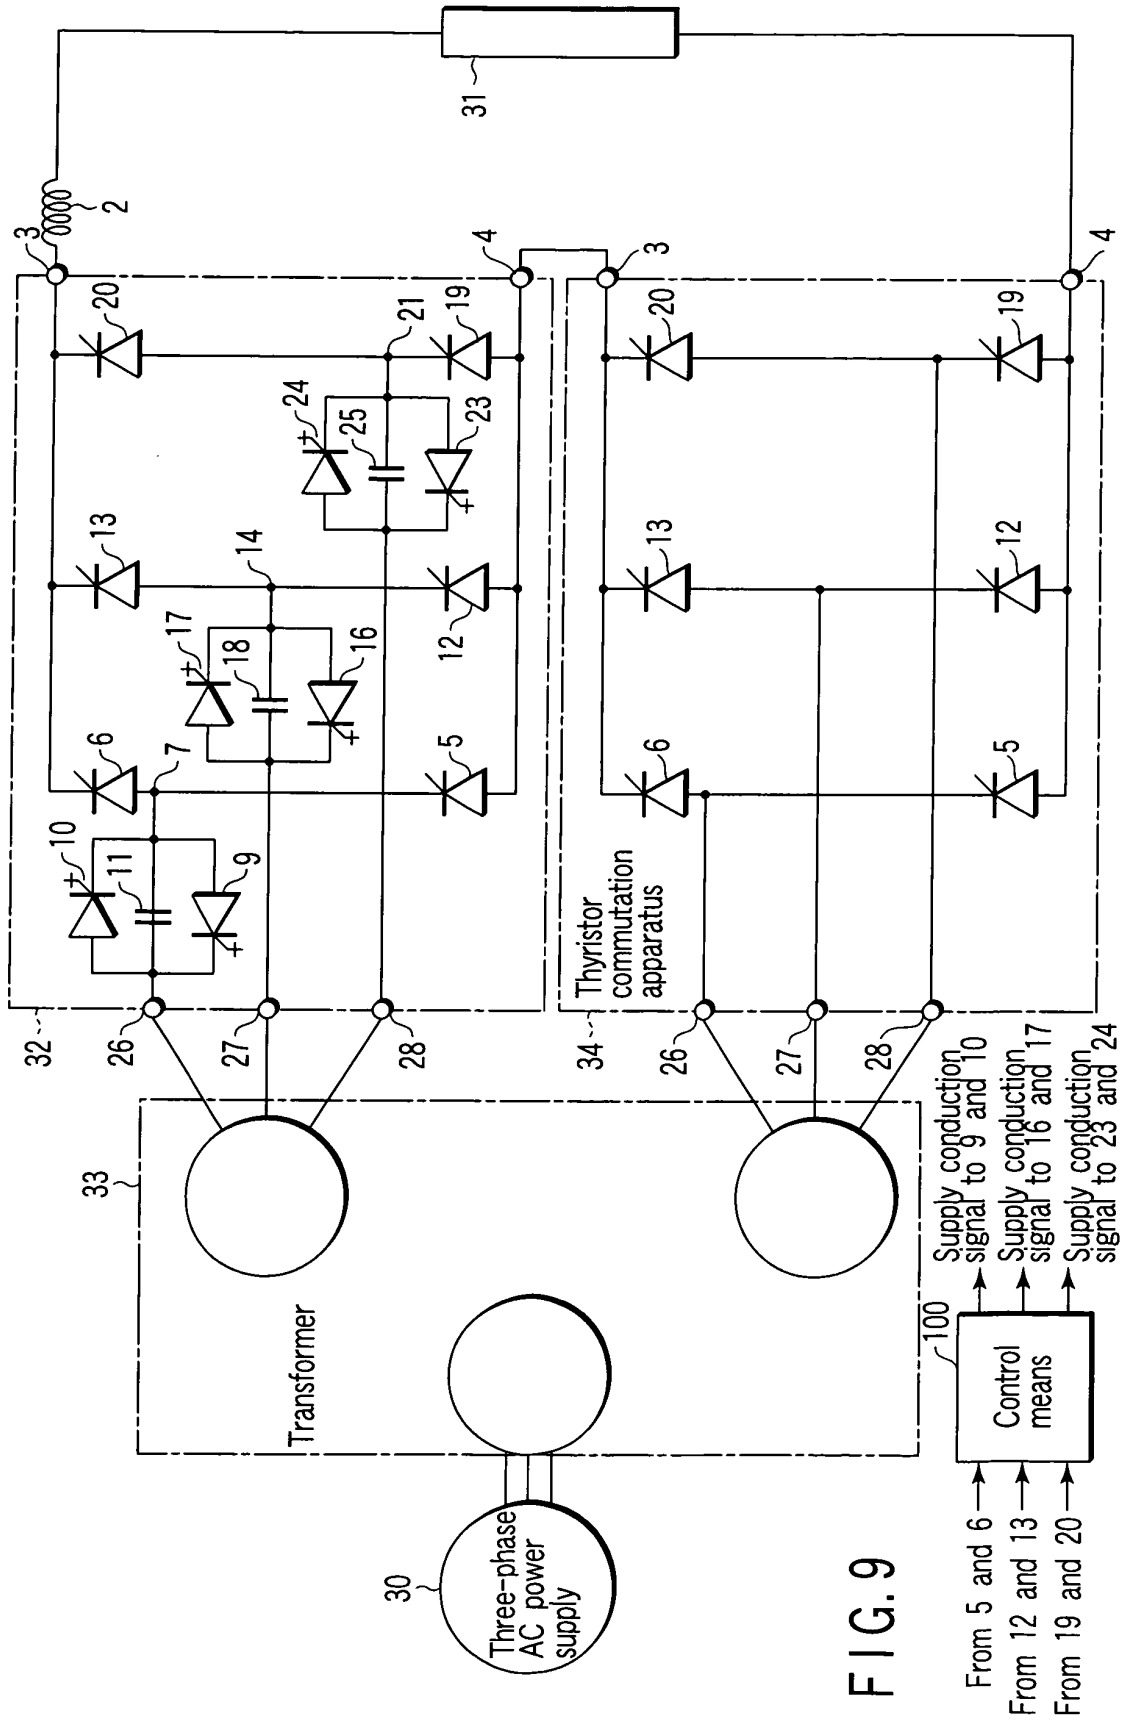 FIG. 9
30
Three-phase
AC power
supply
Transformer
33
32
26
27
28
10
11
9
6
7
5
17
18
16
13
14
12
24
25
23
20
21
19
3
4
2
31
34
Thyristor
commutation
apparatus
26
27
28
6
5
13
12
20
19
3
4
100
Control
means
From 5 and 6
From 12 and 13
From 19 and 20
Supply conduction
signal to 9 and 10
Supply conduction
signal to 16 and 17
Supply conduction
signal to 23 and 24